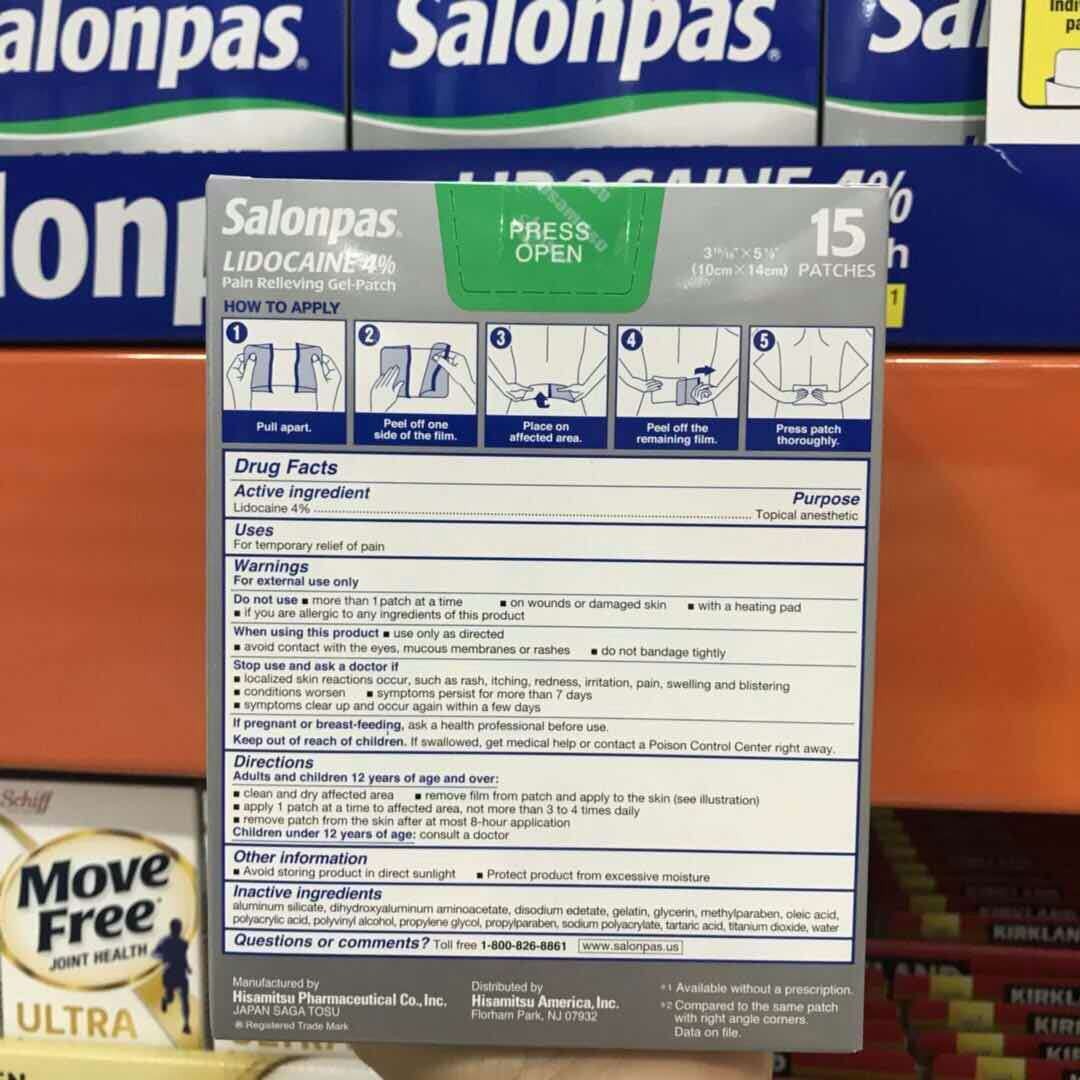 alonpas®
Salonpas®
Sal
lonp
LIDOCAINE 4%
Salonpas®
LIDOCAINE 4%
Pain Relieving Gel-Patch
PRESS
OPEN
15
PATCHES
(10cm×14cm)
HOW TO APPLY
1
2
3
4
5
Pull apart.
Peel off one
side of the film.
Place on
affected area.
Peel off the
remaining film.
Press patch
thoroughly.
Drug Facts
Active ingredient Purpose
Lidocaine 4% ........ Topical anesthetic
Uses
For temporary relief of pain
Warnings
For external use only
Do not use ■ more than 1 patch at a time ■ on wounds or damaged skin ■ with a heating pad
■ if you are allergic to any ingredients of this product
When using this product ■ use only as directed
■ avoid contact with the eyes, mucous membranes or rashes ■ do not bandage tightly
Stop use and ask a doctor if
■ localized skin reactions occur, such as rash, itching, redness, irritation, pain, swelling and blistering
■ conditions worsen ■ symptoms persist for more than 7 days
■ symptoms clear up and occur again within a few days
If pregnant or breast-feeding, ask a health professional before use.
Keep out of reach of children. If swallowed, get medical help or contact a Poison Control Center right away.
Directions
Adults and children 12 years of age and over:
■ clean and dry affected area ■ remove film from patch and apply to the skin (see illustration)
■ apply 1 patch at a time to affected area, not more than 3 to 4 times daily
■ remove patch from the skin after at most 8-hour application
Children under 12 years of age: consult a doctor
Other information
■ Avoid storing product in direct sunlight ■ Protect product from excessive moisture
Inactive ingredients
aluminum silicate, dihydroxyaluminum aminoacetate, disodium edetate, gelatin, glycerin, methylparaben, oleic acid,
polyacrylic acid, polyvinyl alcohol, propylene glycol, propylparaben, sodium polyacrylate, tartaric acid, titanium dioxide, water
Questions or comments? Toll free 1-800-826-8861 www.salonpas.us
Manufactured by
Hisamitsu Pharmaceutical Co., Inc.
JAPAN SAGA TOSU
® Registered Trade Mark
Distributed by
Hisamitsu America, Inc.
Florham Park, NJ 07932
*1 Available without a prescription.
*2 Compared to the same patch
with right angle corners.
Data on file.
Schiff
Move
Free®
JOINT HEALTH
ULTRA
KIRKLAN
KIRKL
KIRK